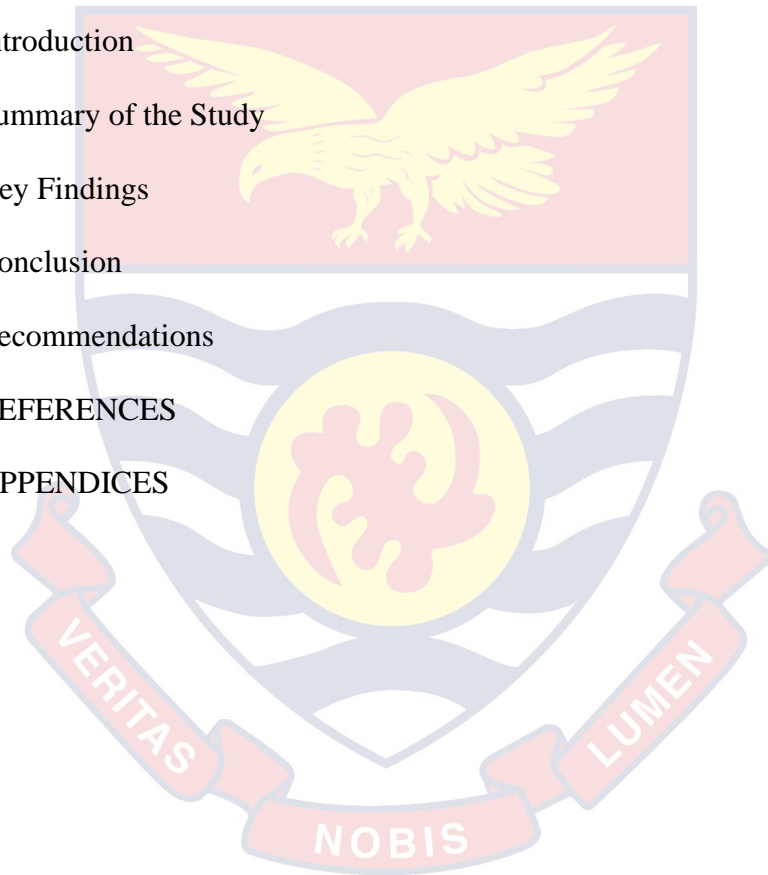 ntroduction
ummary of the Study
ey Findings
onclusion
ecommendations
EFERENCES
PPENDICES
VERITAS
NOBIS
LUMEN